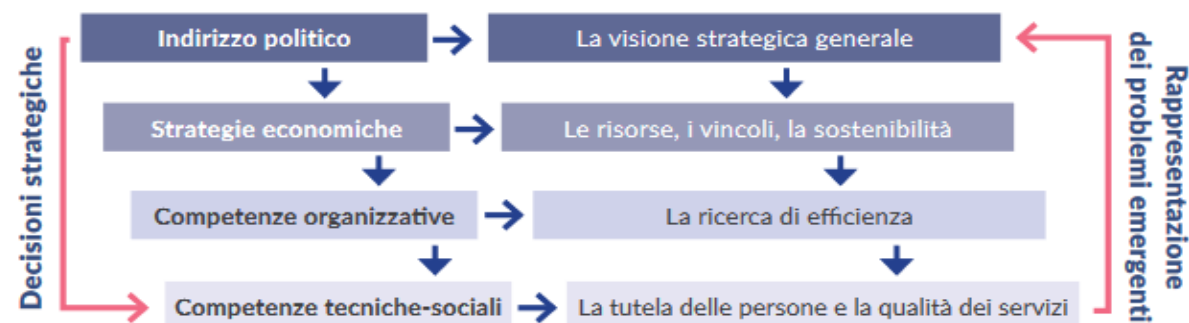 Decisioni strategiche
Indirizzo politico
La visione strategica generale
Strategie economiche
Le risorse, i vincoli, la sostenibilità
Competenze organizzative
La ricerca di efficienza
Competenze tecniche-sociali
La tutela delle persone e la qualità dei servizi
Rappresentazione
dei problemi emergenti